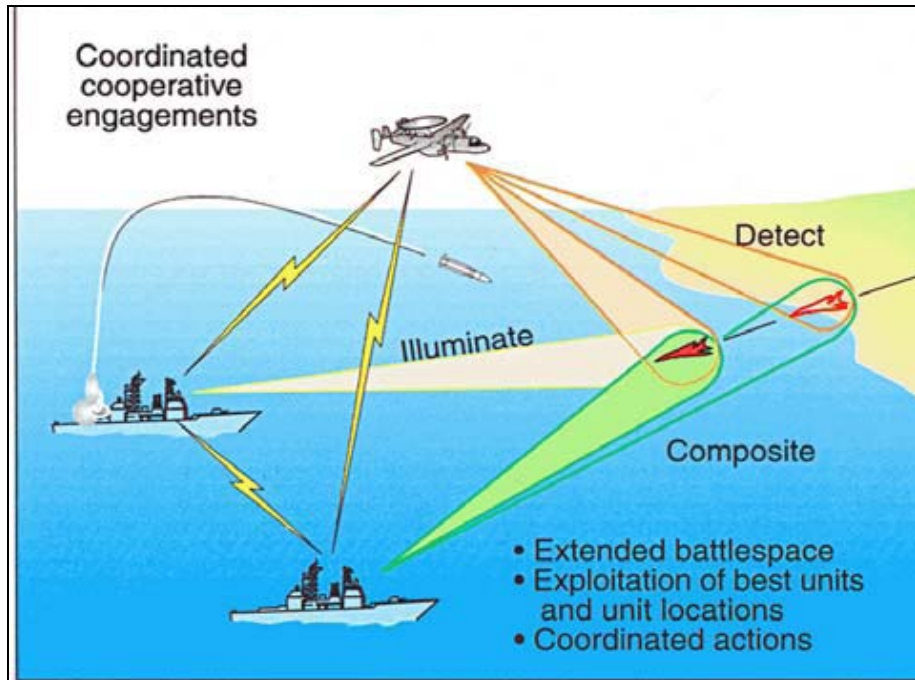 Coordinated
cooperative
engagements
Detect
Illuminate
Composite
• Extended battlespace
• Exploitation of best units
and unit locations
• Coordinated actions